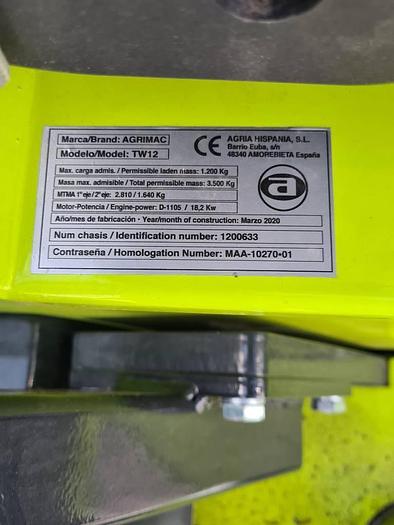 Marca/Brand: AGRIMAC
Modelo/Model: TW12
CE
AGRIA HISPANIA, S.L.
Barrio Euba, s/n
48340 AMOREBIETA España
Max. carga admis. / Permissible laden mass: 1.200 Kg
Masa max. admisible / Total permissible mass: 3.500 Kg
MTMA 1º eje/2º eje: 2.810 / 1.640 Kg
Motor-Potencia / Engine-power: D-1105 / 18,2 Kw
a
Año/mes de fabricación - Year/month of construction: Marzo 2020
Num chasis / Identification number: 1200633
Contraseña / Homologation Number: MAA-10270*01